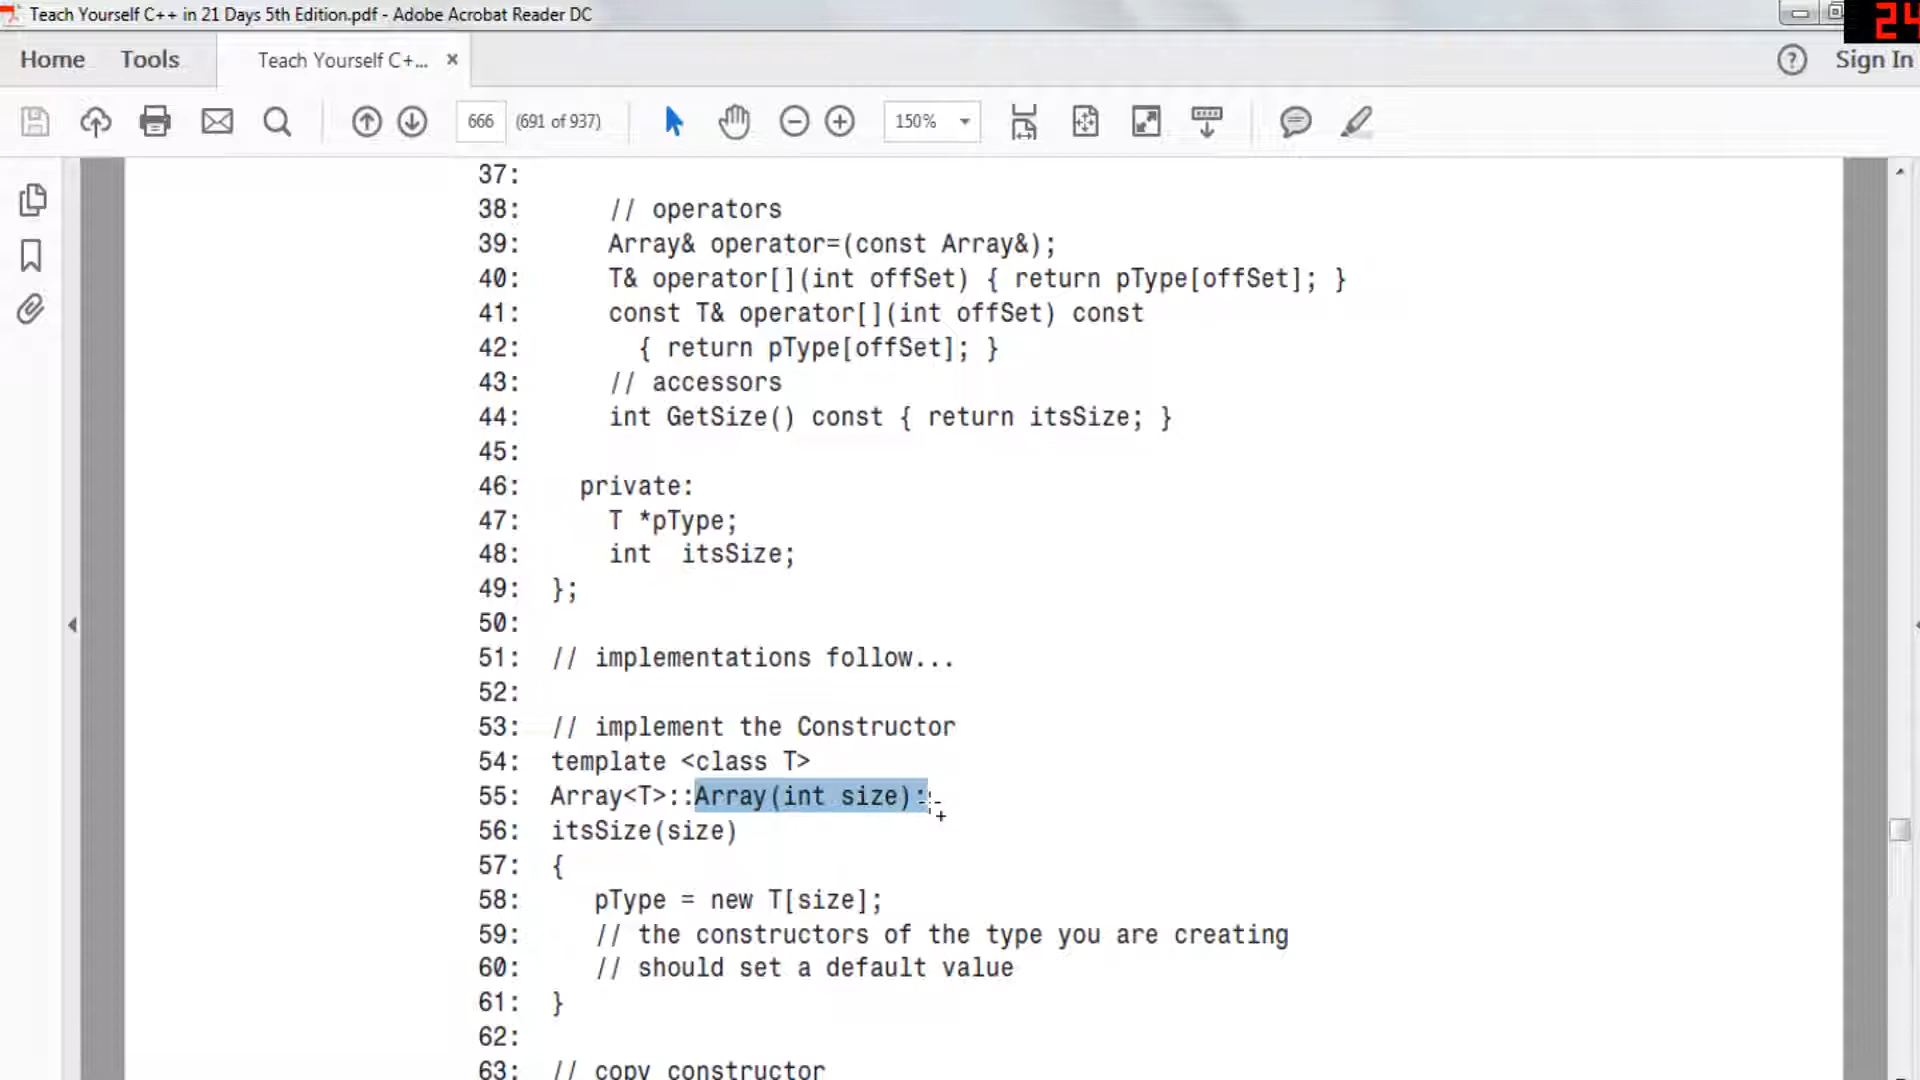 Teach Yourself C++ in 21 Days 5th Edition.pdf - Adobe Acrobat Reader DC
24
Home Tools Teach Yourself C+... × ? Sign In
666 (691 of 937) 150%
37:
38: // operators
39: Array& operator=(const Array&);
40: T& operator[](int offSet) { return pType[offSet]; }
41: const T& operator[](int offSet) const
42: { return pType[offSet]; }
43: // accessors
44: int GetSize() const { return itsSize; }
45:
46: private:
47: T *pType;
48: int itsSize;
49: };
50:
51: // implementations follow...
52:
53: // implement the Constructor
54: template <class T>
55: Array<T>::Array(int size):
56: itsSize(size)
57: {
58: pType = new T[size];
59: // the constructors of the type you are creating
60: // should set a default value
61: }
62:
63: // copy constructor